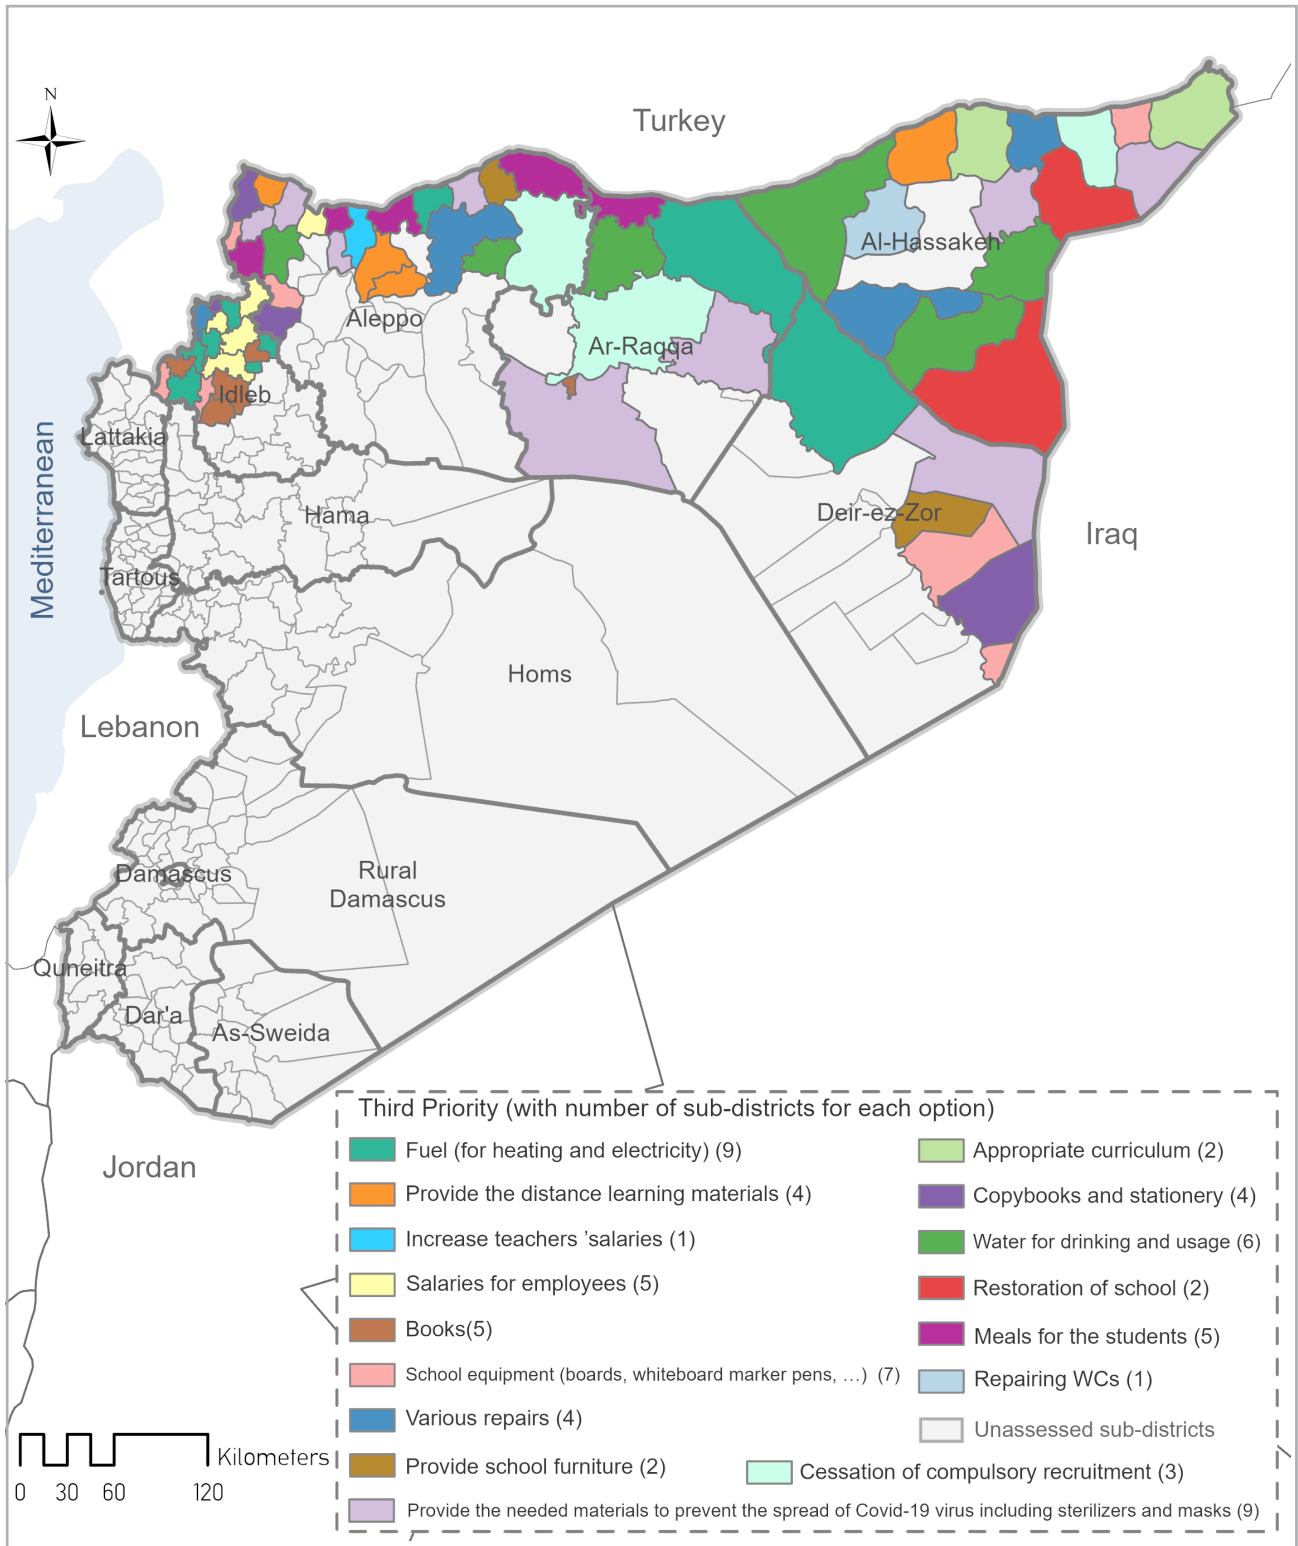 N
Turkey
Al-Hassakeh
Aleppo
Ar-Raqqa
Idleb
Lattakia
Mediterranean
Hama
Deir-ez-Zor
Iraq
Tartous
Homs
Lebanon
Damascus
Rural
Damascus
Quneitra
Dar'a
As-Sweida
Jordan
Third Priority (with number of sub-districts for each option)
Fuel (for heating and electricity) (9)
Provide the distance learning materials (4)
Increase teachers ’salaries (1)
Salaries for employees (5)
Books(5)
School equipment (boards, whiteboard marker pens, …) (7)
Various repairs (4)
Provide school furniture (2)
Appropriate curriculum (2)
Copybooks and stationery (4)
Water for drinking and usage (6)
Restoration of school (2)
Meals for the students (5)
Repairing WCs (1)
Unassessed sub-districts
Cessation of compulsory recruitment (3)
Provide the needed materials to prevent the spread of Covid-19 virus including sterilizers and masks (9)
Kilometers
0 30 60 120